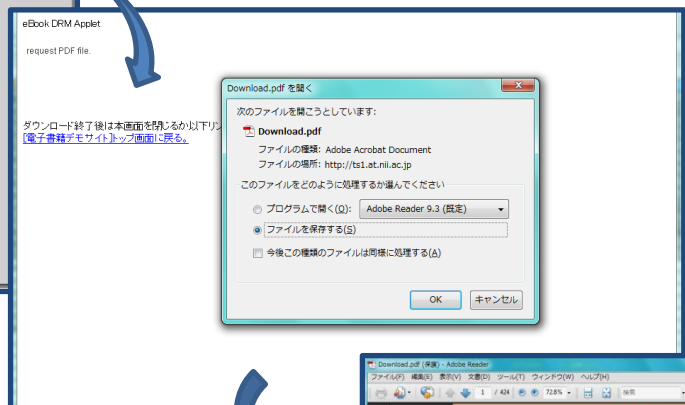 eBook DRM Applet
request PDF file.
ダウンロード終了後は本画面を閉じるか以下リン
[電子書籍デモサイト]トップ画面に戻る。
Download.pdf を開く
次のファイルを開こうとしています:
Download.pdf
ファイルの種類: Adobe Acrobat Document
ファイルの場所: http://ts1.at.nii.ac.jp
このファイルをどのように処理するか選んでください
プログラムで開く(O): Adobe Reader 9.3 (既定)
ファイルを保存する(S)
今後この種類のファイルは同様に処理する(A)
OK キャンセル
Download.pdf (保護) - Adobe Reader
ファイル(F) 編集(E) 表示(V) 文書(D) ツール(T) ウィンドウ(W) ヘルプ(H)
1 / 424 72.8% 検索